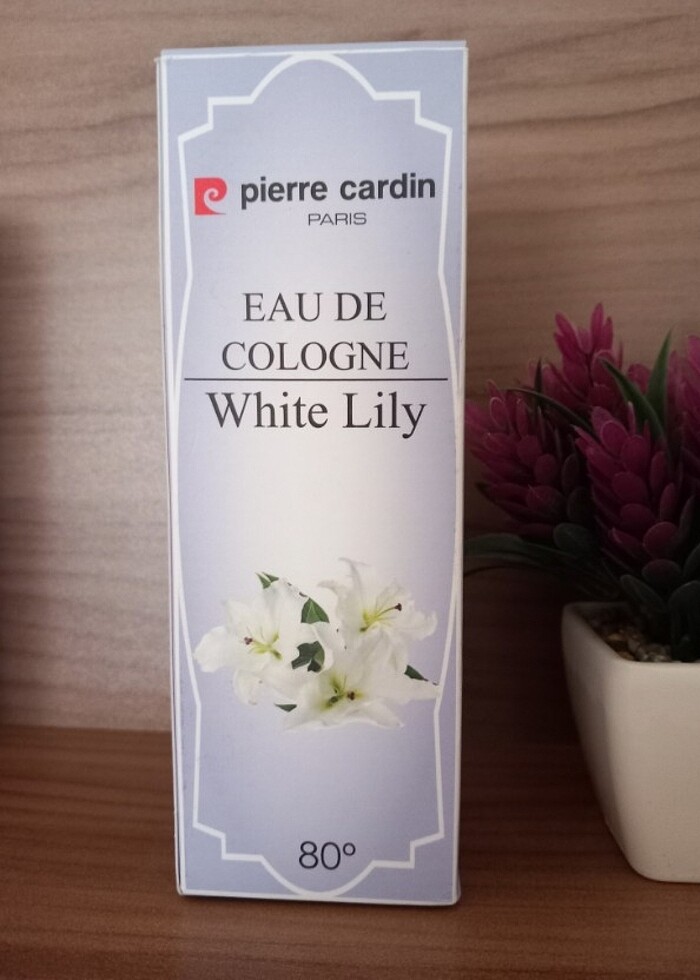 pierre cardin
PARIS
EAU DE
COLOGNE
White Lily
80°